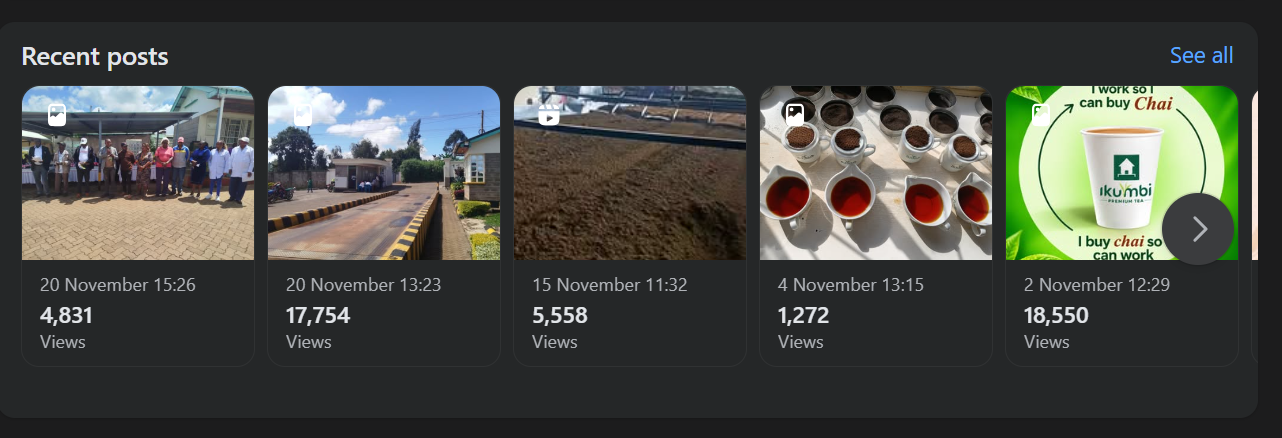 Recent posts
See all
20 November 15:26
4,831
Views
20 November 13:23
17,754
Views
15 November 11:32
5,558
Views
4 November 13:15
1,272
Views
I work so I
can buy Chai
ikumbi
PREMIUM TEA
I buy chai so
can work
2 November 12:29
18,550
Views